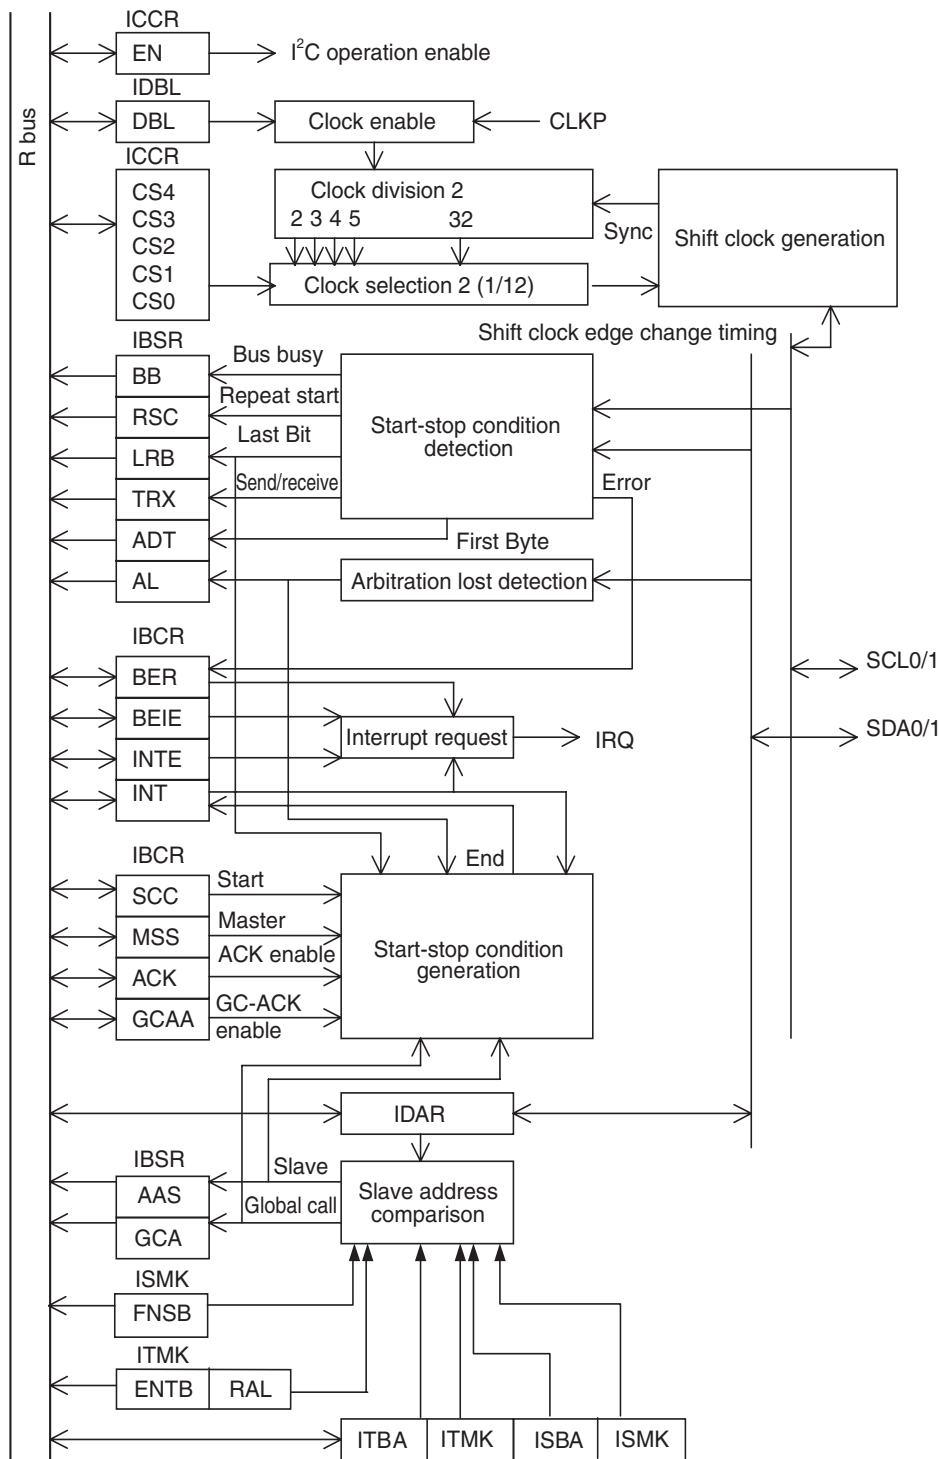 R bus
ICCR
EN
I²C operation enable
IDBL
DBL
Clock enable
CLKP
ICCR
CS4
CS3
CS2
CS1
CS0
Clock division 2
2 3 4 5 32
Sync
Shift clock generation
Clock selection 2 (1/12)
Shift clock edge change timing
IBSR
BB
RSC
LRB
TRX
ADT
AL
Bus busy
Repeat start
Last Bit
Send/receive
Start-stop condition
detection
Error
First Byte
Arbitration lost detection
IBCR
BER
BEIE
INTE
INT
Interrupt request
IRQ
SCL0/1
SDA0/1
End
IBCR
SCC
MSS
ACK
GCAA
Start
Master
ACK enable
GC-ACK
enable
Start-stop condition
generation
IDAR
IBSR
AAS
GCA
Slave
Global call
Slave address
comparison
ISMK
FNSB
ITMK
ENTB RAL
ITBA ITMK ISBA ISMK